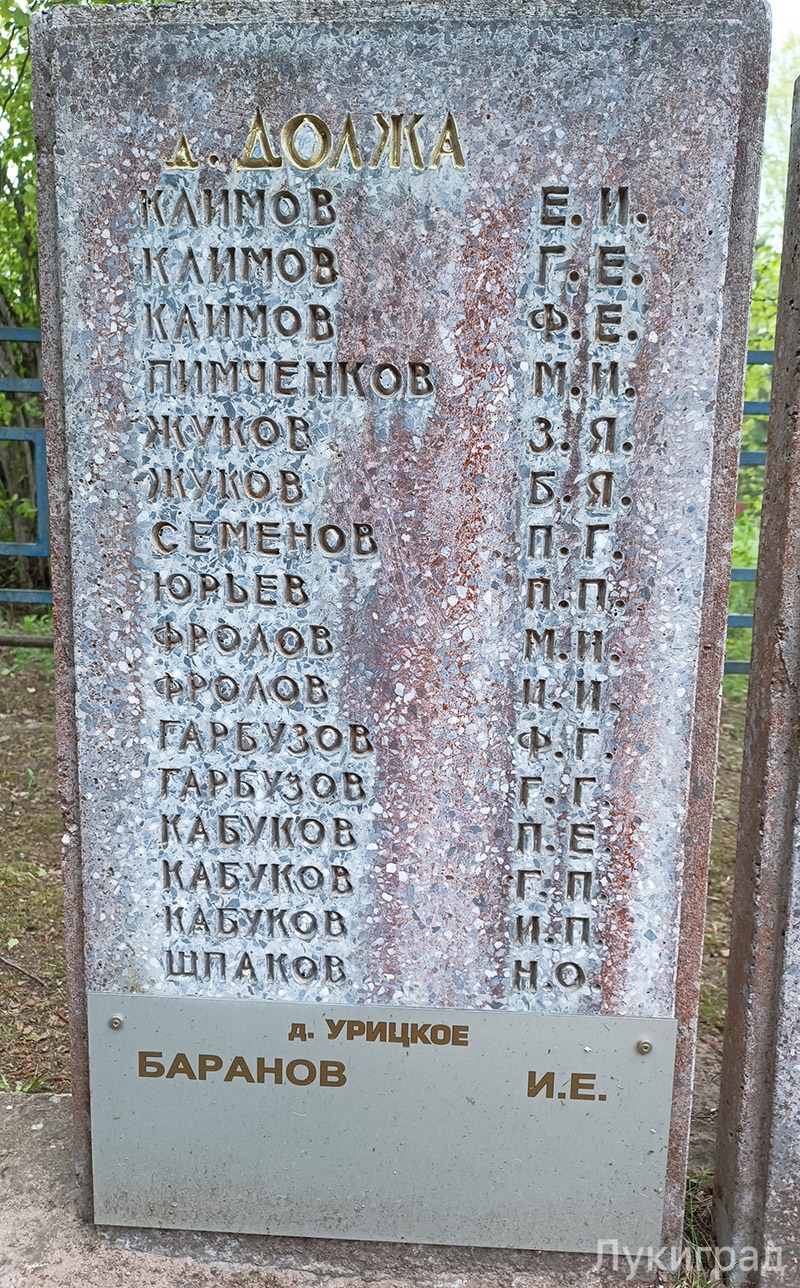 д. ДОЛЖА
КЛИМОВ Е. И.
КЛИМОВ Г. Е.
КЛИМОВ Ф. Е.
ПИМЧЕНКОВ М. И.
ЖУКОВ З. Я.
ЖУКОВ Б. Я.
СЕМЕНОВ П. Г.
ЮРЬЕВ П. П.
ФРОЛОВ М. И.
ФРОЛОВ И. И.
ГАРБУЗОВ Ф. Г.
ГАРБУЗОВ Г. Г.
КАБУКОВ П. Е
КАБУКОВ Г. П.
КАБУКОВ И. П.
ШПАКОВ Н. О.
д. УРИЦКОЕ
БАРАНОВ И.Е.
Лукиград